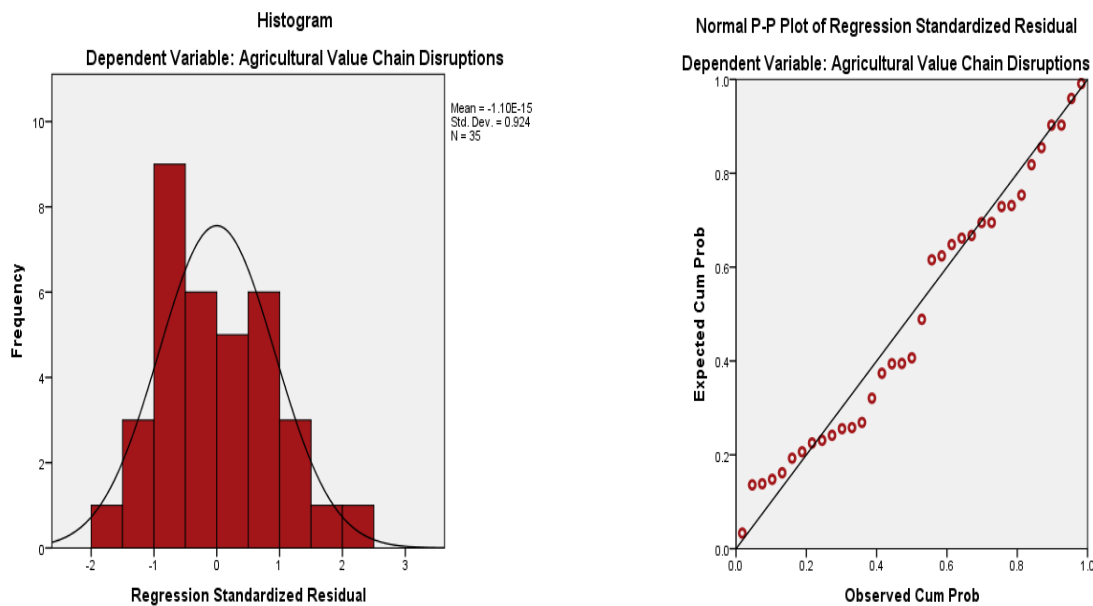 Histogram
Dependent Variable: Agricultural Value Chain Disruptions
Mean = -1.10E-15
Std. Dev. = 0.924
N = 35
10
8
6
4
2
0
Frequency
-2 -1 0 1 2 3
Regression Standardized Residual
Normal P-P Plot of Regression Standardized Residual
Dependent Variable: Agricultural Value Chain Disruptions
1.0
0.8
0.6
0.4
0.2
0.0
Expected Cum Prob
0.0 0.2 0.4 0.6 0.8 1.0
Observed Cum Prob